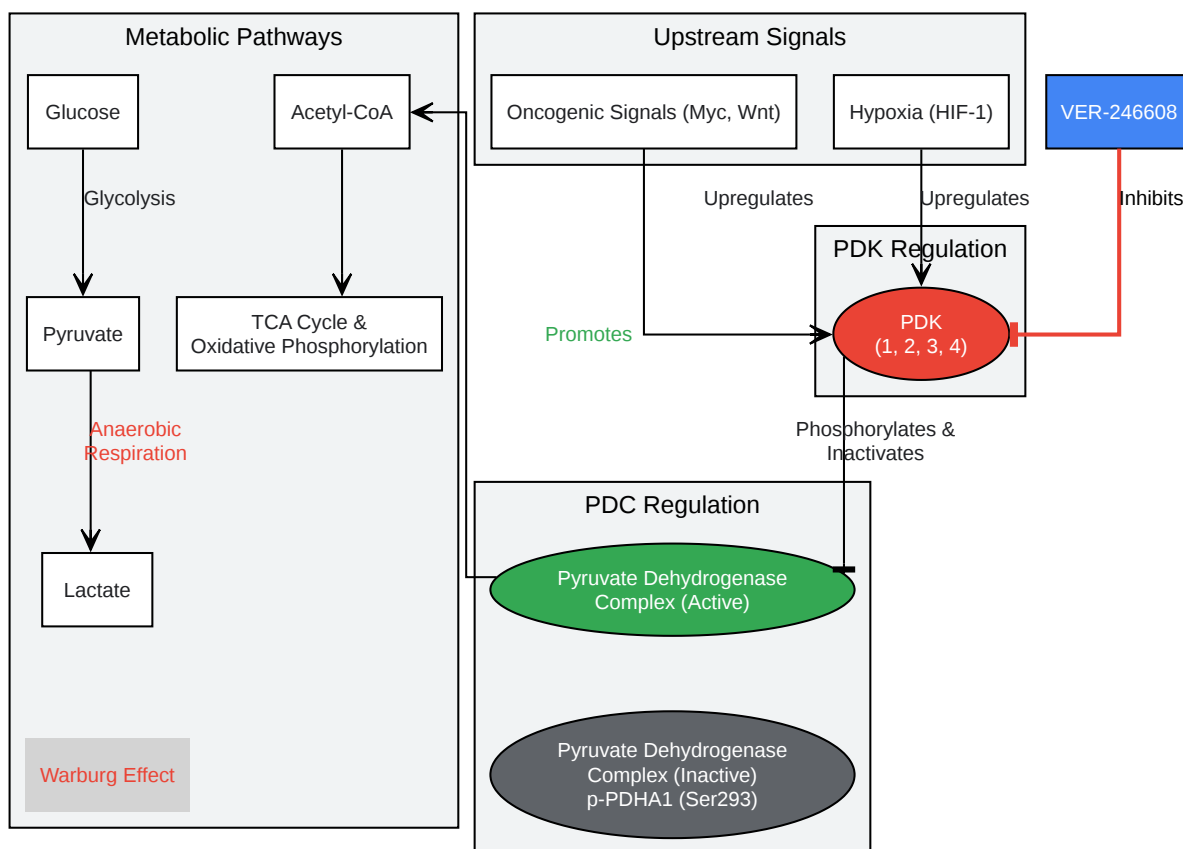 Metabolic Pathways
Upstream Signals
Glucose
Acetyl-CoA
Oncogenic Signals (Myc, Wnt)
Hypoxia (HIF-1)
VER-246608
Glycolysis
Upregulates
Upregulates
Inhibits
PDK Regulation
Pyruvate
TCA Cycle &
Oxidative Phosphorylation
Promotes
PDK
(1, 2, 3, 4)
Anaerobic
Respiration
Phosphorylates &
Inactivates
PDC Regulation
Lactate
Pyruvate Dehydrogenase
Complex (Active)
Warburg Effect
Pyruvate Dehydrogenase
Complex (Inactive)
p-PDHA1 (Ser293)